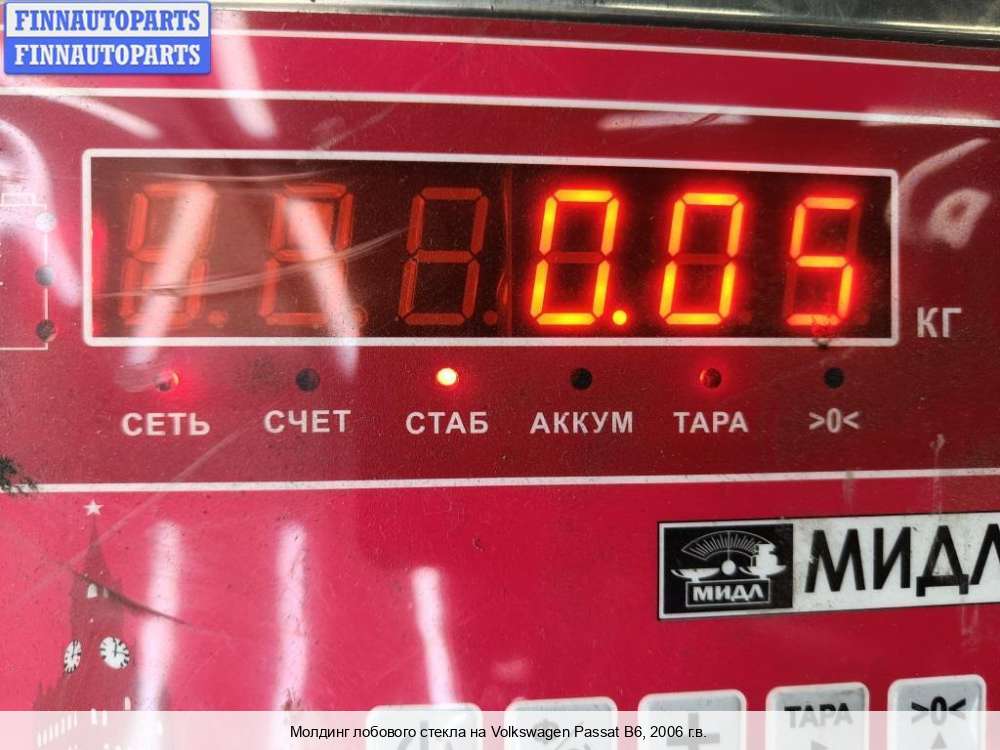 FINNAUTOPARTS
FINNAUTOPARTS
0.05
КГ
СЕТЬ СЧЕТ СТАБ АККУМ ТАРА >0<
МИДЛ
МИДЛ
ТАРА >0<
Молдинг лобового стекла на Volkswagen Passat B6, 2006 г.в.